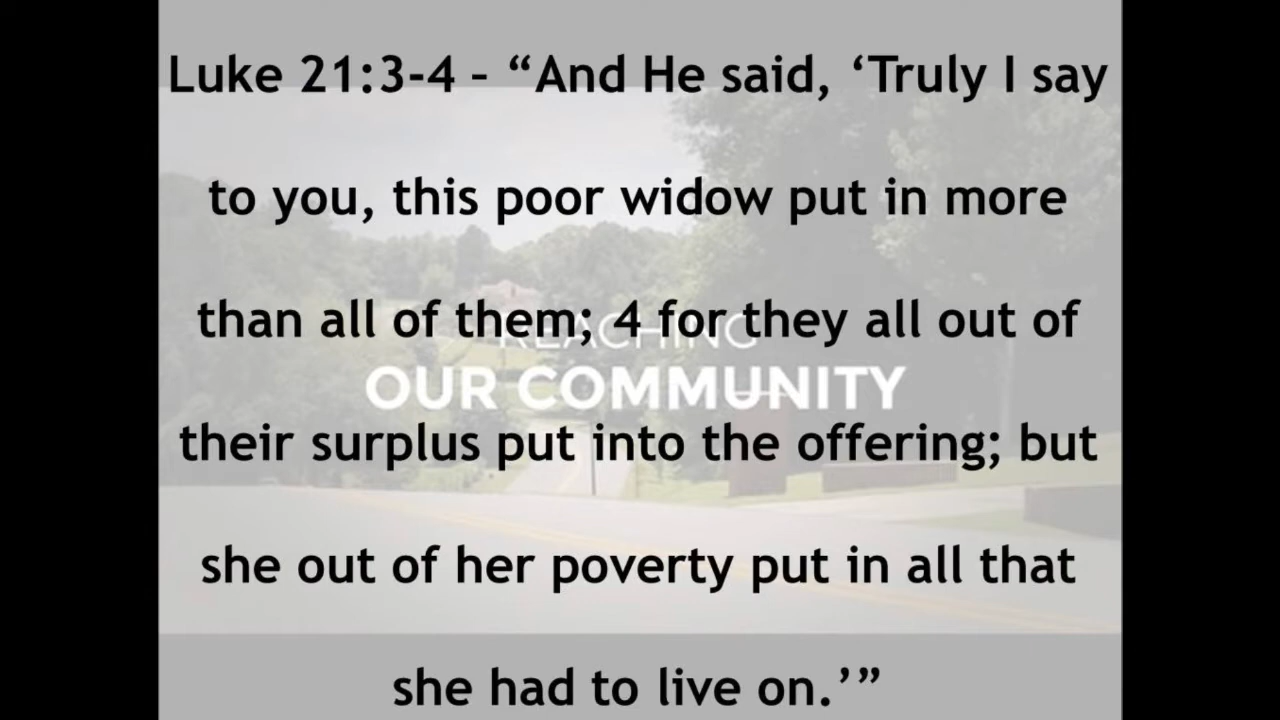 Luke 21:3-4 – “And He said, ‘Truly I say
to you, this poor widow put in more
than all of them; 4 for they all out of
REACHING
OUR COMMUNITY
their surplus put into the offering; but
she out of her poverty put in all that
she had to live on.’”